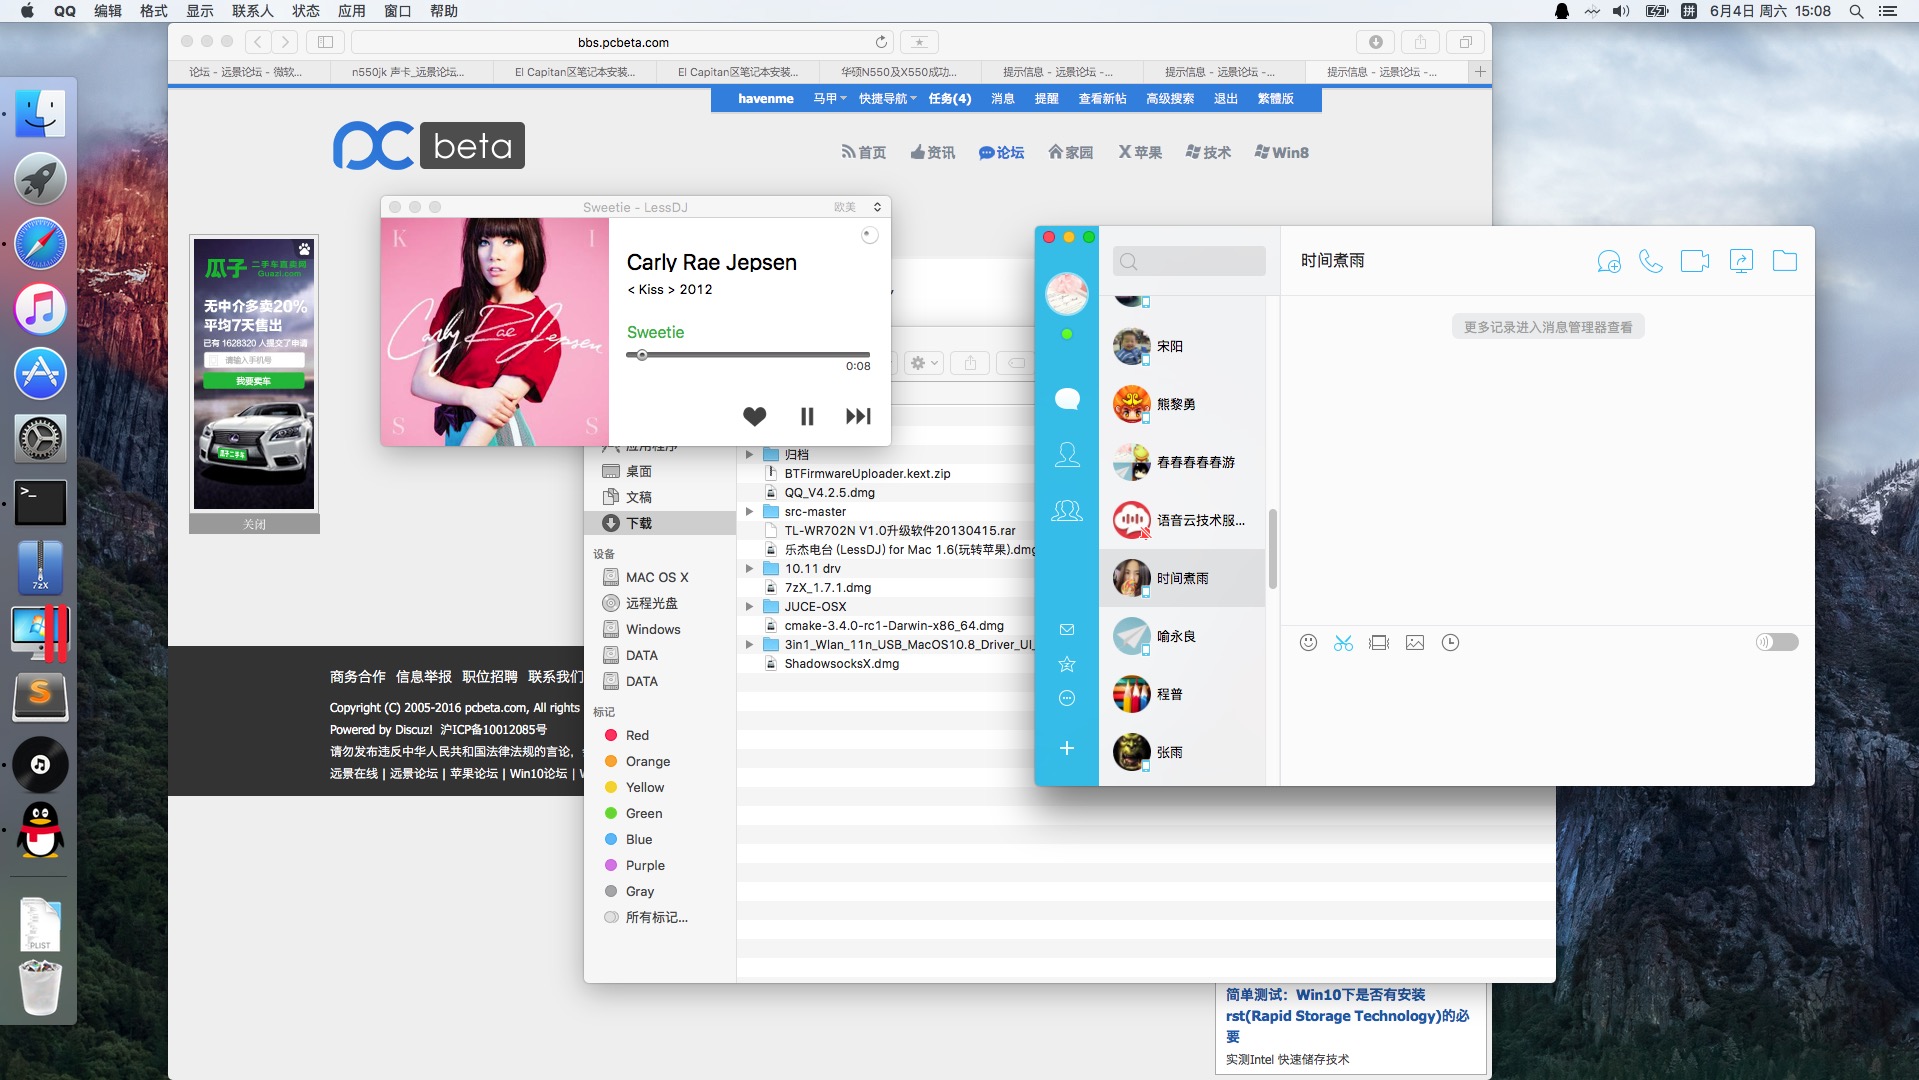 QQ 编辑 格式 显示 联系人 状态 应用 窗口 帮助
拼 6月4日 周六 15:08
bbs.pcbeta.com
论坛 - 远景论坛 - 微软...
n550jk 声卡_远景论坛...
El Capitan区笔记本安装...
El Capitan区笔记本安装...
华硕N550及X550成功...
提示信息 - 远景论坛 -...
提示信息 - 远景论坛 -...
提示信息 - 远景论坛 -...
havenme 马甲 快捷导航 任务(4) 消息 提醒 查看新帖 高级搜索 退出 繁體版
pcbeta
首页 资讯 论坛 家园 X苹果 技术 Win8
瓜子 二手车直卖网
Guazi.com
无中介多卖20%
平均7天售出
已有 1628320 人提交了申请
请输入手机号
我要卖车
瓜子二手车
关闭
Sweetie - LessDJ 欧美
K I
S S
Carly Rae Jepsen
Carly Rae Jepsen
< Kiss > 2012
Sweetie
0:08
应用程序
桌面
文稿
下载
设备
MAC OS X
远程光盘
Windows
DATA
DATA
标记
Red
Orange
Yellow
Green
Blue
Purple
Gray
所有标记...
归档
BTFirmwareUploader.kext.zip
QQ_V4.2.5.dmg
src-master
TL-WR702N V1.0升级软件20130415.rar
乐杰电台 (LessDJ) for Mac 1.6(玩转苹果).dmg
10.11 drv
7zX_1.7.1.dmg
JUCE-OSX
cmake-3.4.0-rc1-Darwin-x86_64.dmg
3in1_Wlan_11n_USB_MacOS10.8_Driver_UI_
ShadowsocksX.dmg
宋阳
熊黎勇
春春春春春游
语音云技术服...
时间煮雨
喻永良
程普
张雨
时间煮雨
更多记录进入消息管理器查看
商务合作 信息举报 职位招聘 联系我们
Copyright (C) 2005-2016 pcbeta.com, All rights
Powered by Discuz! 沪ICP备10012085号
请勿发布违反中华人民共和国法律法规的言论,
远景在线 | 远景论坛 | 苹果论坛 | Win10论坛 |
简单测试：Win10下是否有安装
rst(Rapid Storage Technology)的必
要
实测Intel 快速储存技术
7zX
PLIST